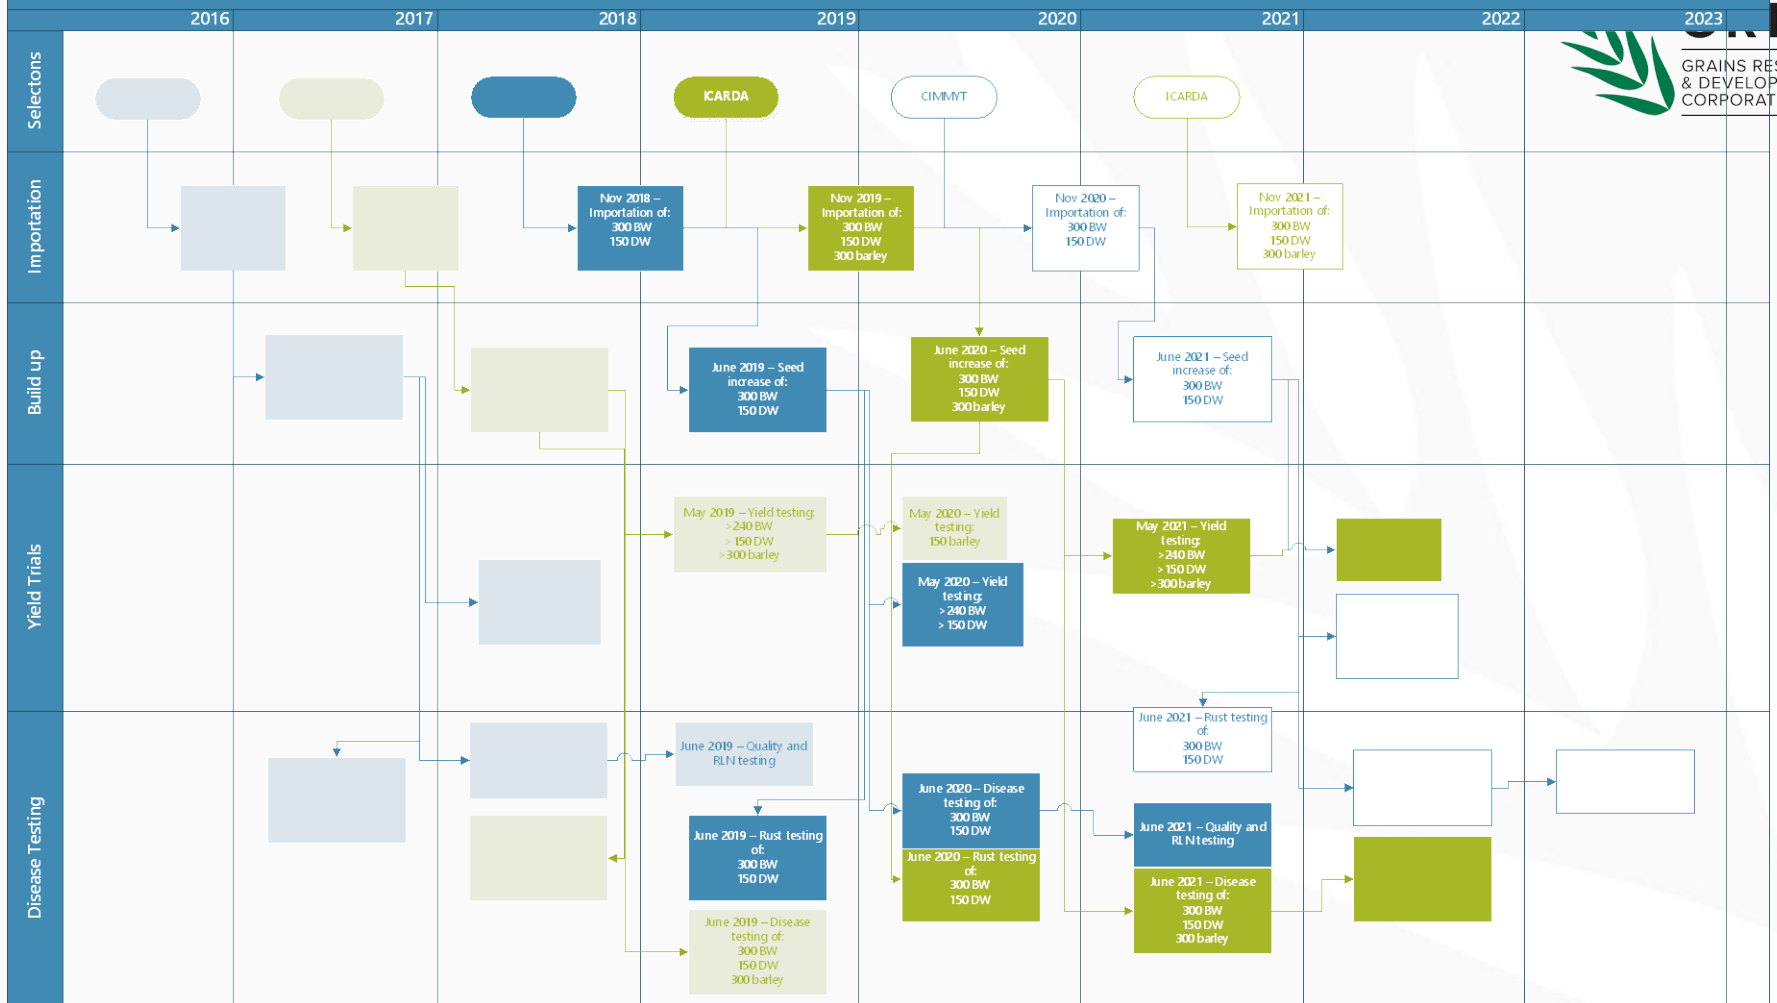 2016
2017
2018
2019
2020
2021
2022
2023
GRAINS RES
& DEVELOP
CORPORAT
Selectons
ICARDA
CIMMYT
ICARDA
Importation
Nov 2018 –
Importation of:
300 BW
150 DW
Nov 2019 –
Importation of:
300 BW
150 DW
300 barley
Nov 2020 –
Importation of:
300 BW
150 DW
Nov 2021 –
Importation of:
300 BW
150 DW
300 barley
Build up
June 2019 – Seed
increase of:
300 BW
150 DW
June 2020 – Seed
increase of:
300 BW
150 DW
300 barley
June 2021 – Seed
increase of:
300 BW
150 DW
Yield Trials
May 2019 – Yield testing:
>240 BW
> 150 DW
>300 barley
May 2020 – Yield
testing:
150 barley
May 2020 – Yield
testing:
> 240 BW
> 150 DW
May 2021 – Yield
testing:
>240 BW
> 150 DW
>300 barley
Disease Testing
June 2019 – Quality and
RLN testing
June 2019 – Rust testing
of:
300 BW
150 DW
June 2019 – Disease
testing of:
300 BW
150 DW
300 barley
June 2020 – Disease
testing of:
300 BW
150 DW
June 2020 – Rust testing
of:
300 BW
150 DW
June 2021 – Rust testing
of:
300 BW
150 DW
June 2021 – Quality and
RLN testing
June 2021 – Disease
testing of:
300 BW
150 DW
300 barley